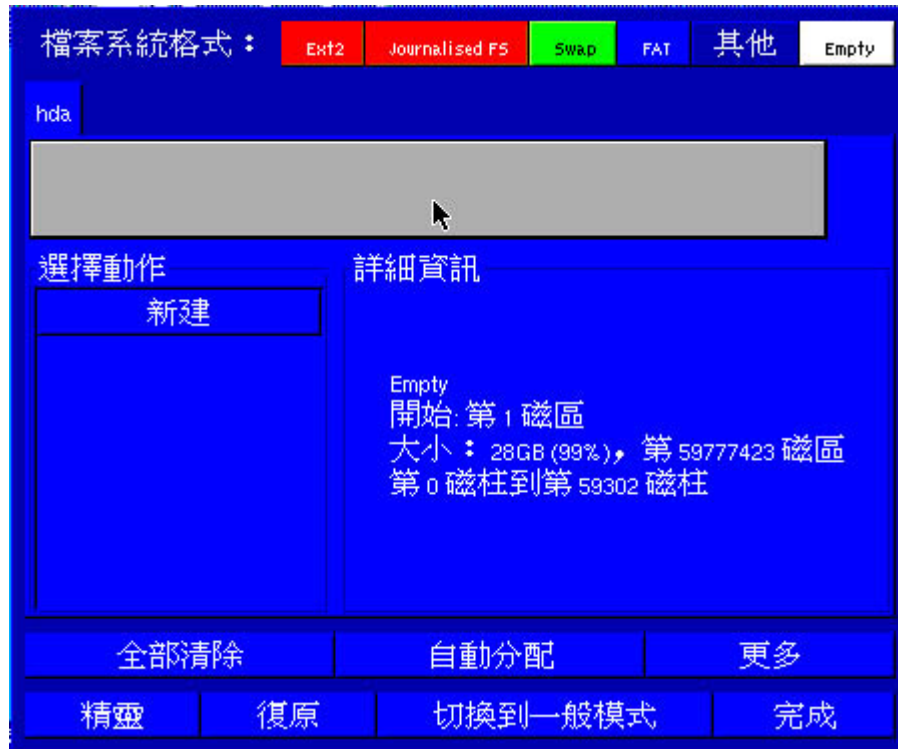 檔案系統格式： Ext2 Journalised FS Swap FAT 其他 Empty
hda
選擇動作
新建
詳細資訊
Empty
開始: 第 1 磁區
大小： 28GB (99%)，第 59777423 磁區
第 0 磁柱到第 59302 磁柱
全部清除 自動分配 更多
精靈 復原 切換到一般模式 完成